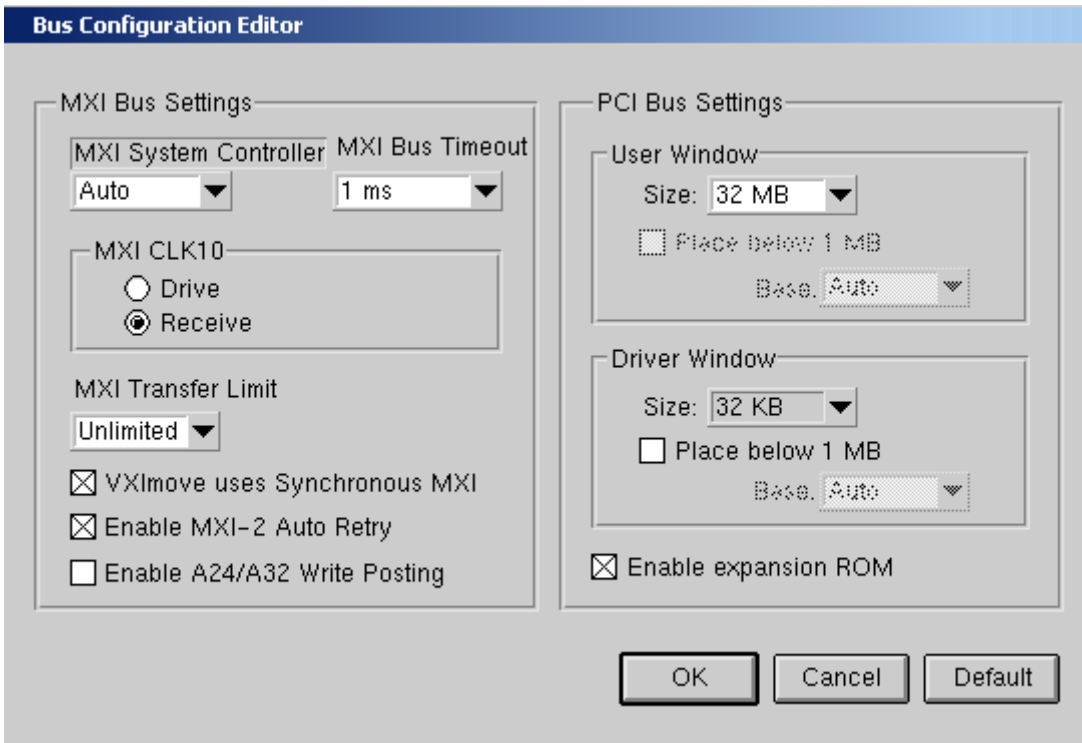 Bus Configuration Editor
MXI Bus Settings
MXI System Controller
MXI Bus Timeout
Auto
1 ms
MXI CLK10
Drive
Receive
MXI Transfer Limit
Unlimited
VXImove uses Synchronous MXI
Enable MXI-2 Auto Retry
Enable A24/A32 Write Posting
PCI Bus Settings
User Window
Size: 32 MB
Place below 1 MB
Base: Auto
Driver Window
Size: 32 KB
Place below 1 MB
Base: Auto
Enable expansion ROM
OK
Cancel
Default